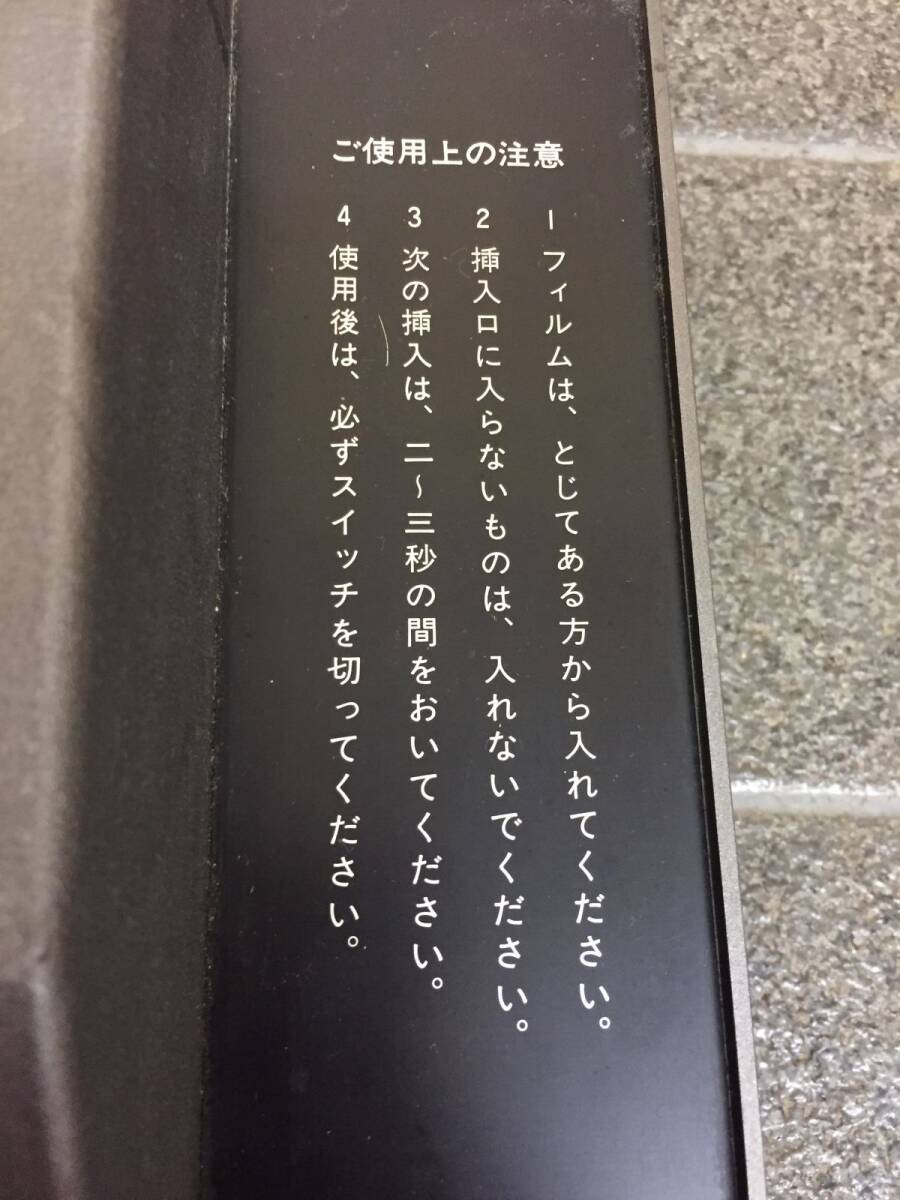 ご使用上の注意
1 フィルムは、とじてある方から入れてください。
2 挿入口に入らないものは、入れないでください。
3 次の挿入は、二〜三秒の間をおいてください。
4 使用後は、必ずスイッチを切ってください。